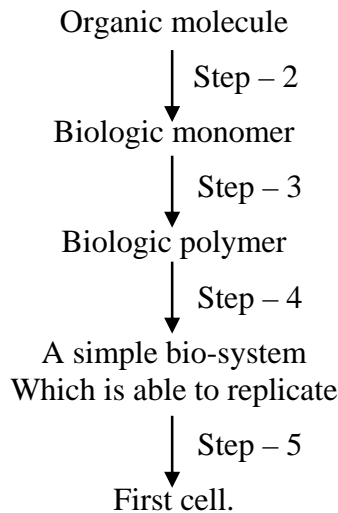 Organic molecule
Step – 2
Biologic monomer
Step – 3
Biologic polymer
Step – 4
A simple bio-system
Which is able to replicate
Step – 5
First cell.